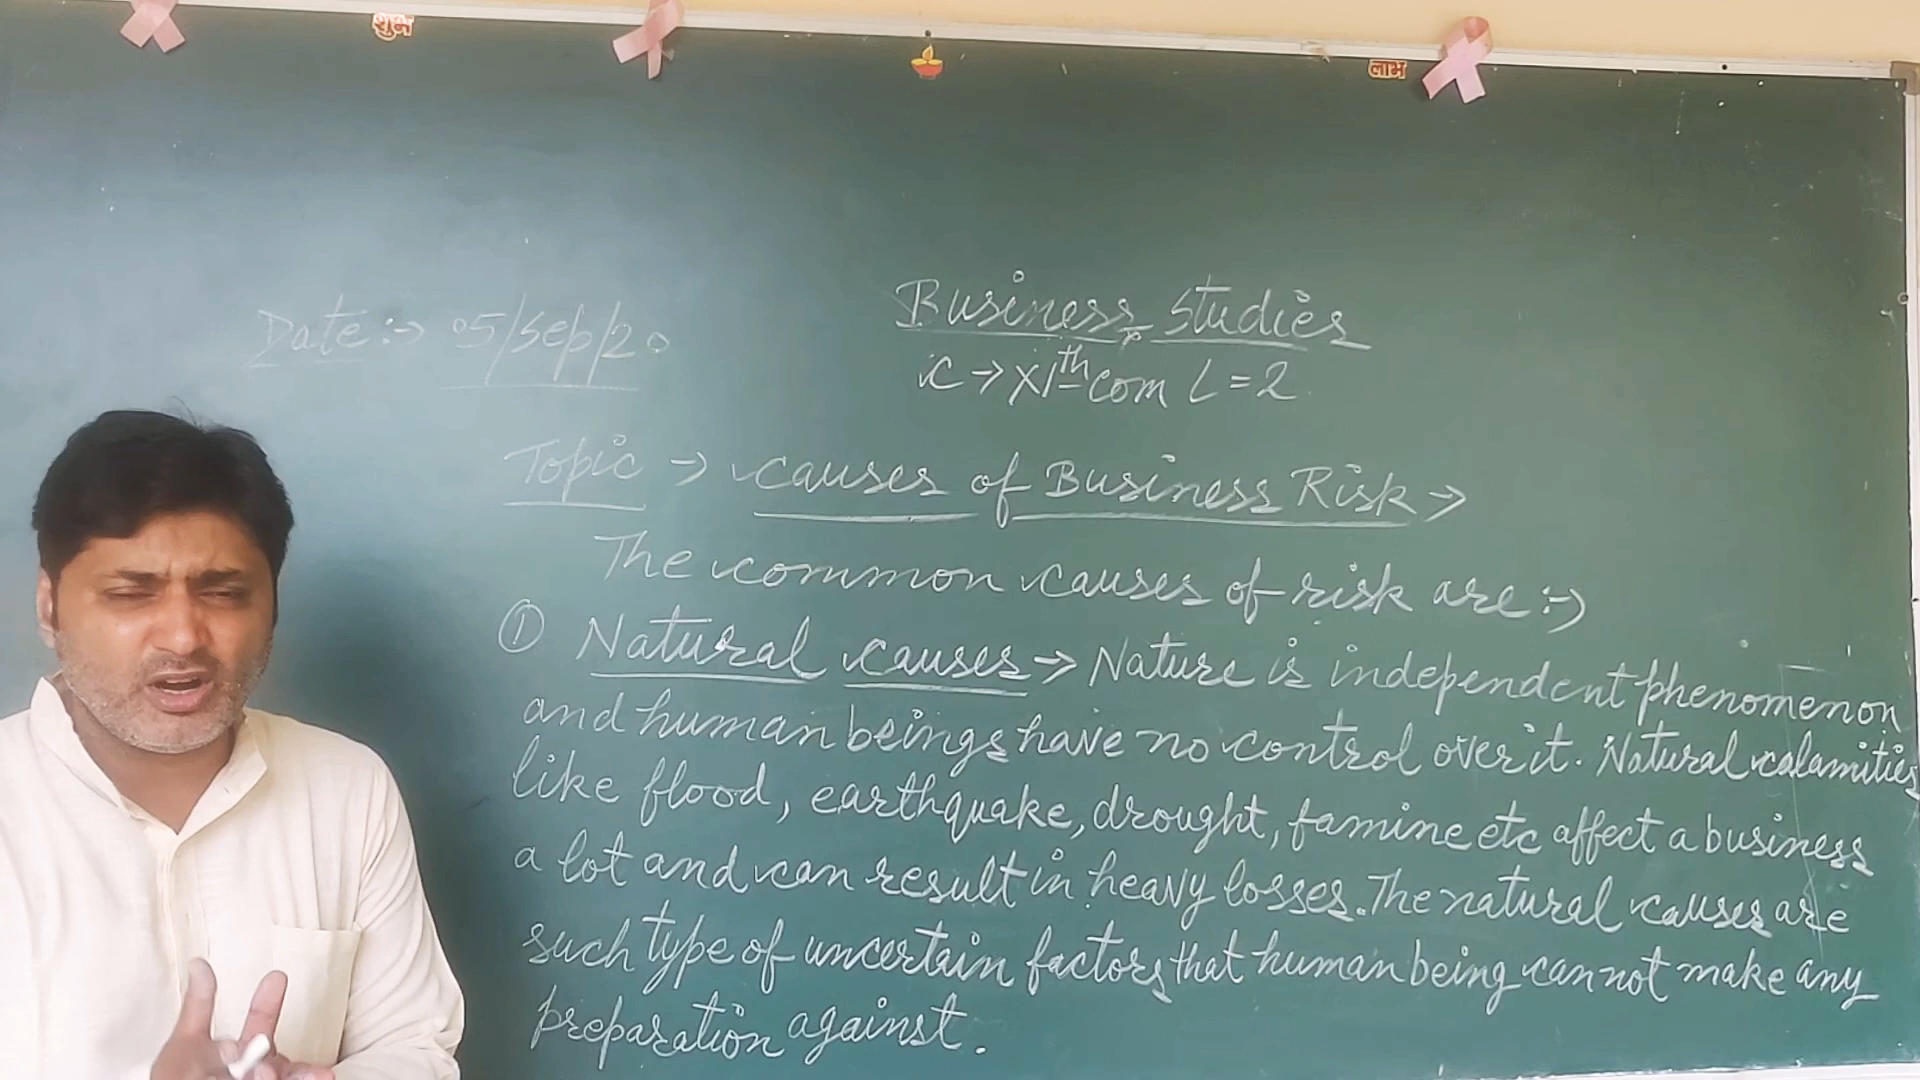 शुभ
लाभ
Date :→ 05/Sep/20
Business Studies
C → XIth Com L = 2
Topic → Causes of Business Risk →
The common causes of risk are :→
① Natural causes → Nature is independent phenomenon
and human beings have no control over it. Natural calamities
like flood, earthquake, drought, famine etc affect a business
a lot and can result in heavy losses. The natural causes are
such type of uncertain factors that human being cannot make any
preparation against.